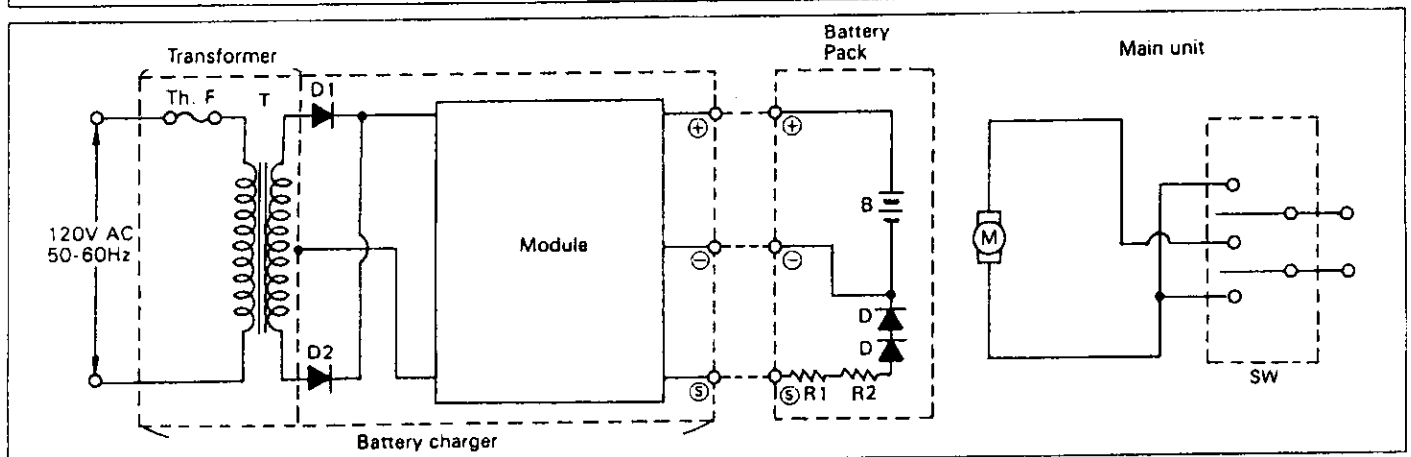 Transformer
Battery
Pack
Main unit
Th. F
T
D1
120V AC
50-60Hz
Module
⊕
⊕
B
M
⊖
⊖
D
D
D2
Ⓢ
Ⓢ
R1
R2
SW
Battery charger